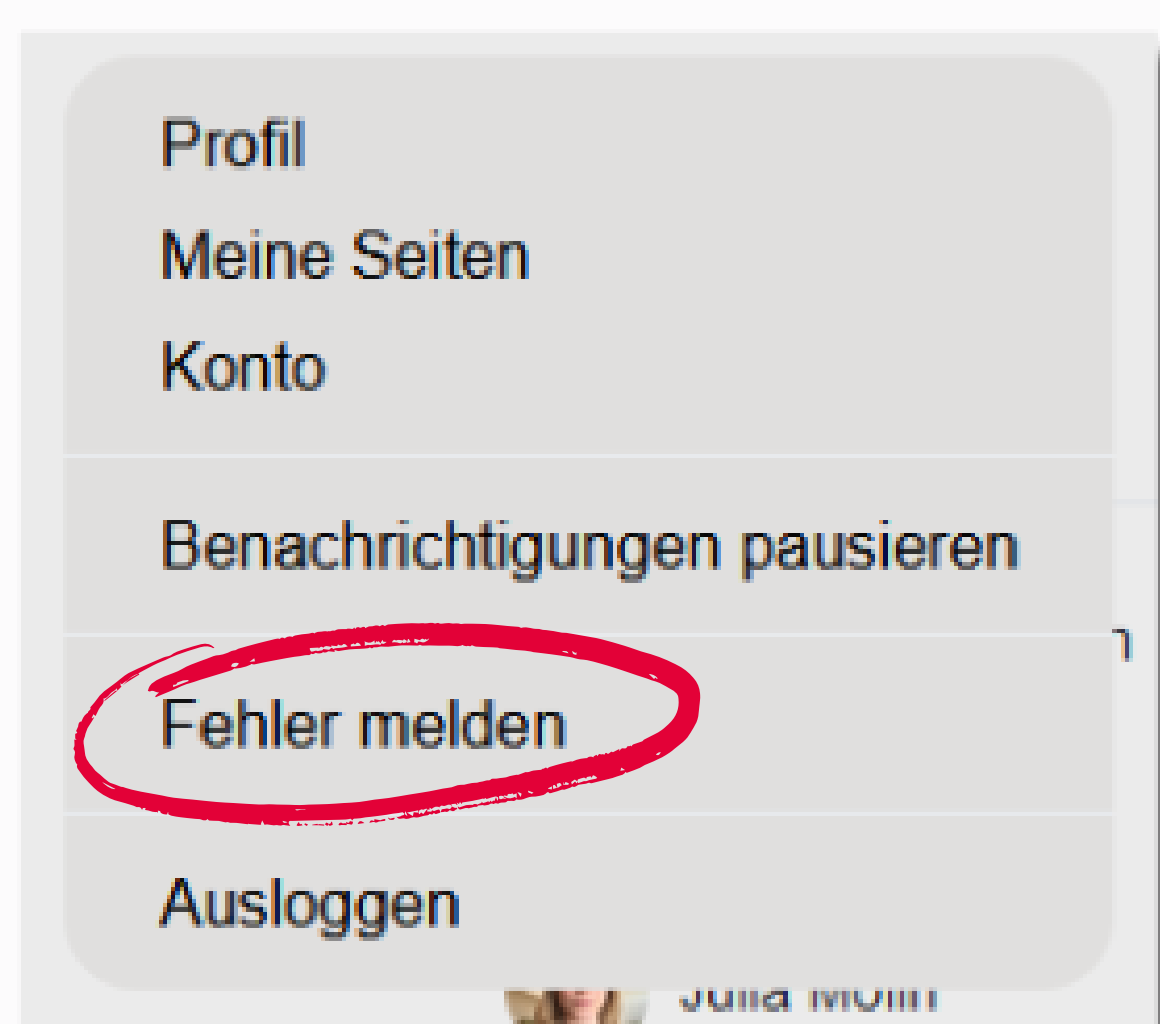 Profil
Meine Seiten
Konto
Benachrichtigungen pausieren
Fehler melden
Ausloggen